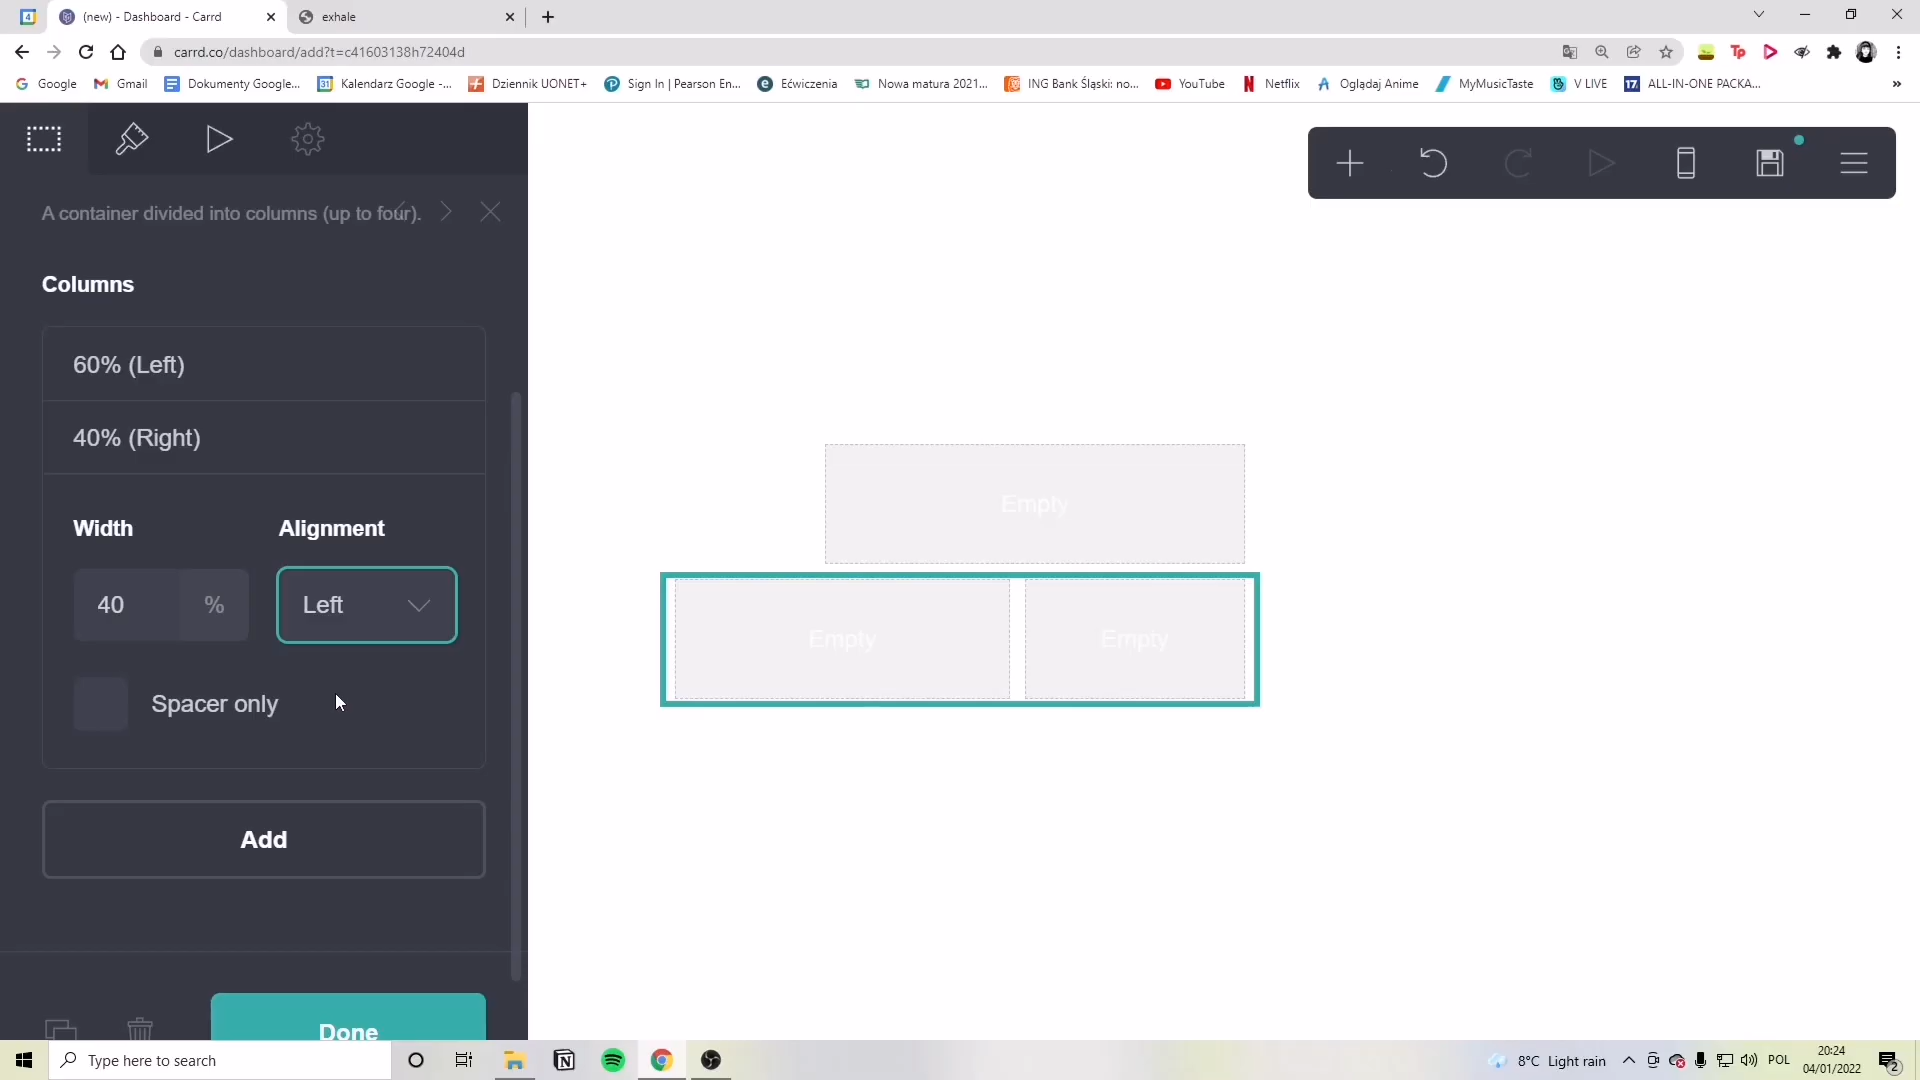 (new) - Dashboard - Carrd
exhale
carrd.co/dashboard/add?t=c41603138h72404d
Google
Gmail
Dokumenty Google...
Kalendarz Google -...
Dziennik UONET+
Sign In | Pearson En...
Ećwiczenia
Nowa matura 2021...
ING Bank Śląski: no...
YouTube
Netflix
Oglądaj Anime
MyMusicTaste
V LIVE
ALL-IN-ONE PACKA...
»
A container divided into columns (up to four).
Columns
60% (Left)
40% (Right)
Width
Alignment
40 %
Left
Spacer only
Add
Done
Empty
Empty
Empty
Type here to search
8°C Light rain
POL
20:24
04/01/2022
2